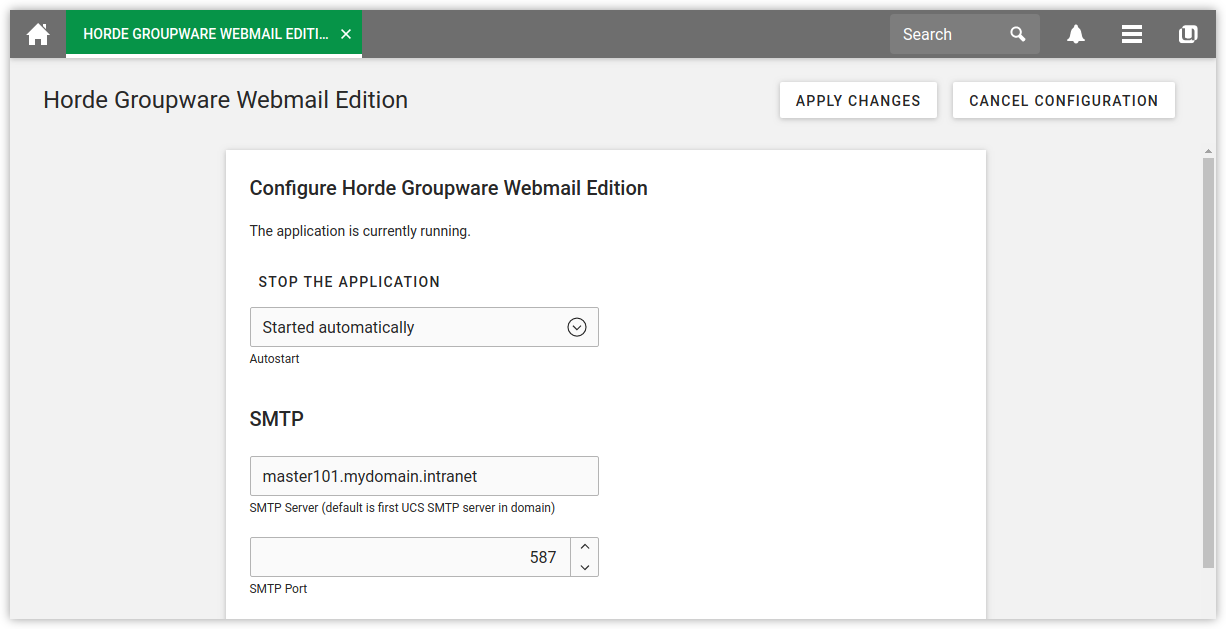 HORDE GROUPWARE WEBMAIL EDITI...
Search
Horde Groupware Webmail Edition
APPLY CHANGES
CANCEL CONFIGURATION
Configure Horde Groupware Webmail Edition
The application is currently running.
STOP THE APPLICATION
Started automatically
Autostart
SMTP
master101.mydomain.intranet
SMTP Server (default is first UCS SMTP server in domain)
587
SMTP Port